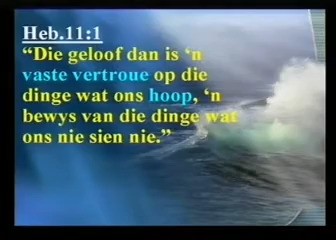 Heb.11:1
“Die geloof dan is ‘n
vaste vertroue op die
dinge wat ons hoop, ‘n
bewys van die dinge wat
ons nie sien nie.”